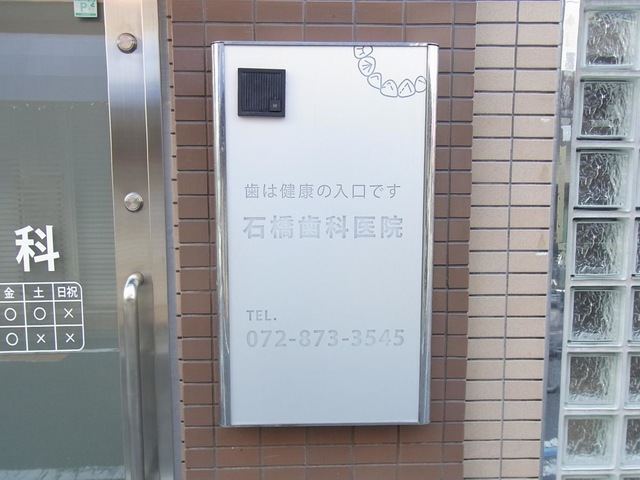 P
科
金 土 日祝
○ ○ ×
○ × ×
歯は健康の入口です
石橋歯科医院
TEL.
072-873-3545